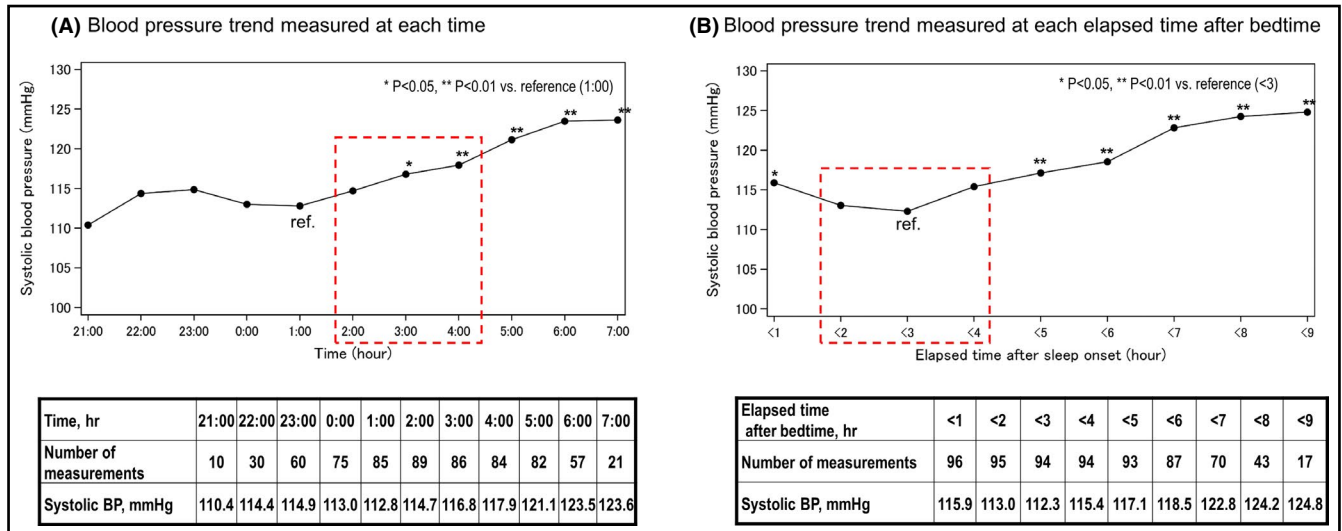 (A) Blood pressure trend measured at each time
* P<0.05, ** P<0.01 vs. reference (1:00)
Systolic blood pressure (mmHg)
130
125
120
115
110
105
100
*
**
**
**
**
ref.
21:00 22:00 23:00 0:00 1:00 2:00 3:00 4:00 5:00 6:00 7:00
Time (hour)
Time, hr 21:00 22:00 23:00 0:00 1:00 2:00 3:00 4:00 5:00 6:00 7:00
Number of measurements 10 30 60 75 85 89 86 84 82 57 21
Systolic BP, mmHg 110.4 114.4 114.9 113.0 112.8 114.7 116.8 117.9 121.1 123.5 123.6
(B) Blood pressure trend measured at each elapsed time after bedtime
* P<0.05, ** P<0.01 vs. reference (<3)
Systolic blood pressure (mmHg)
130
125
120
115
110
105
100
*
**
**
**
**
**
ref.
<1 <2 <3 <4 <5 <6 <7 <8 <9
Elapsed time after sleep onset (hour)
Elapsed time after bedtime, hr <1 <2 <3 <4 <5 <6 <7 <8 <9
Number of measurements 96 95 94 94 93 87 70 43 17
Systolic BP, mmHg 115.9 113.0 112.3 115.4 117.1 118.5 122.8 124.2 124.8